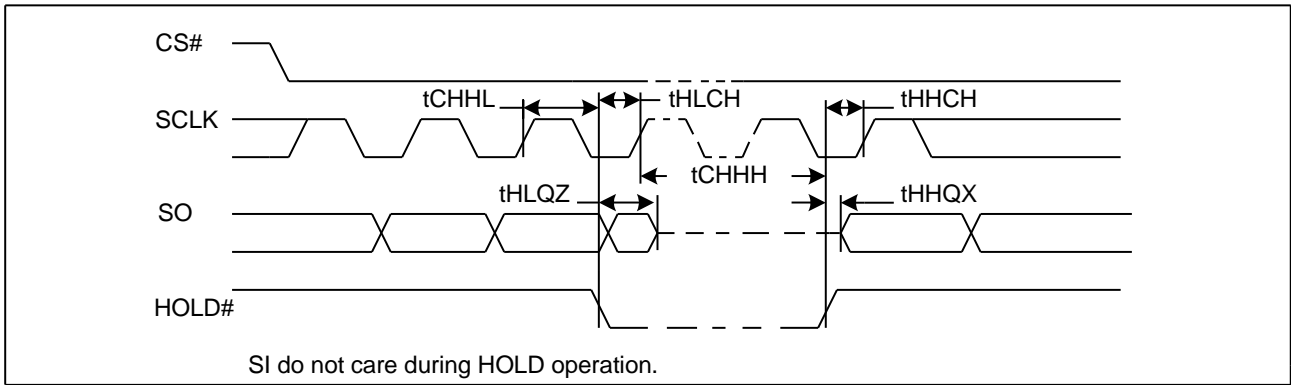 CS#
tCHHL
tHLCH
tHHCH
SCLK
tCHHH
tHLQZ
tHHQX
SO
HOLD#
SI do not care during HOLD operation.